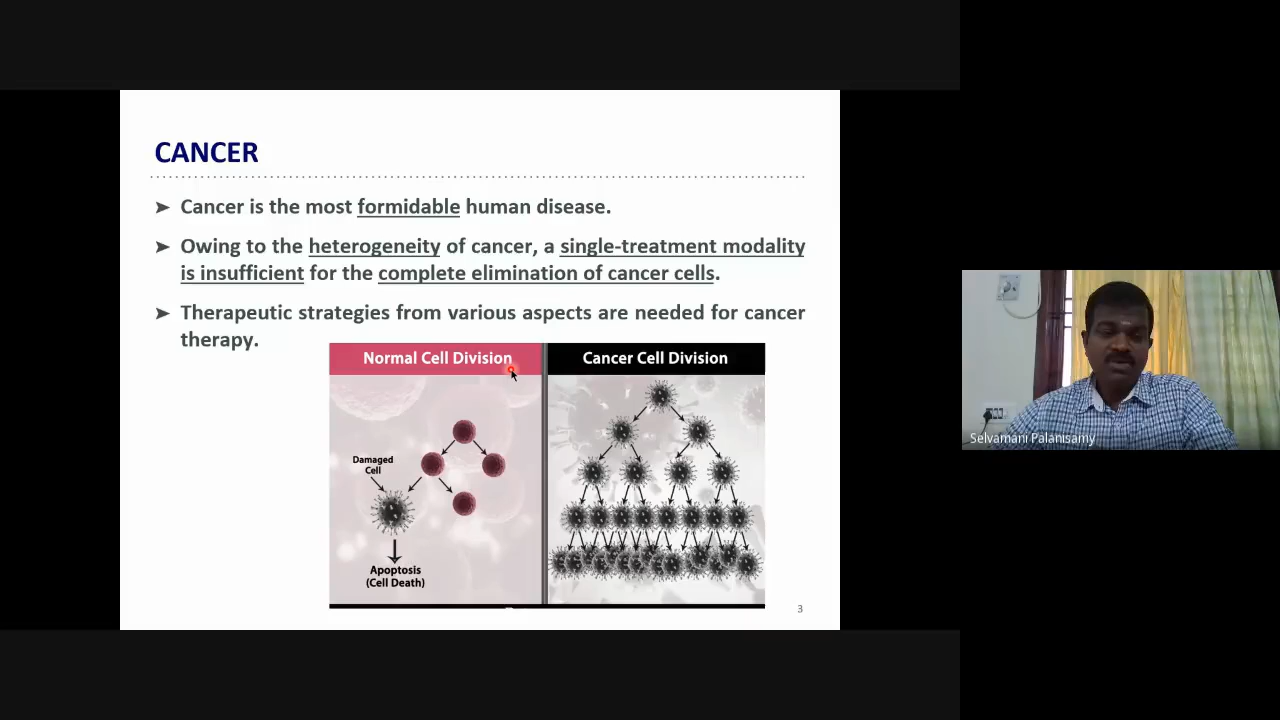 CANCER
➤ Cancer is the most formidable human disease.
➤ Owing to the heterogeneity of cancer, a single-treatment modality
is insufficient for the complete elimination of cancer cells.
➤ Therapeutic strategies from various aspects are needed for cancer
therapy.
Normal Cell Division
Cancer Cell Division
Damaged
Cell
Apoptosis
(Cell Death)
3
Selvamani Palanisamy